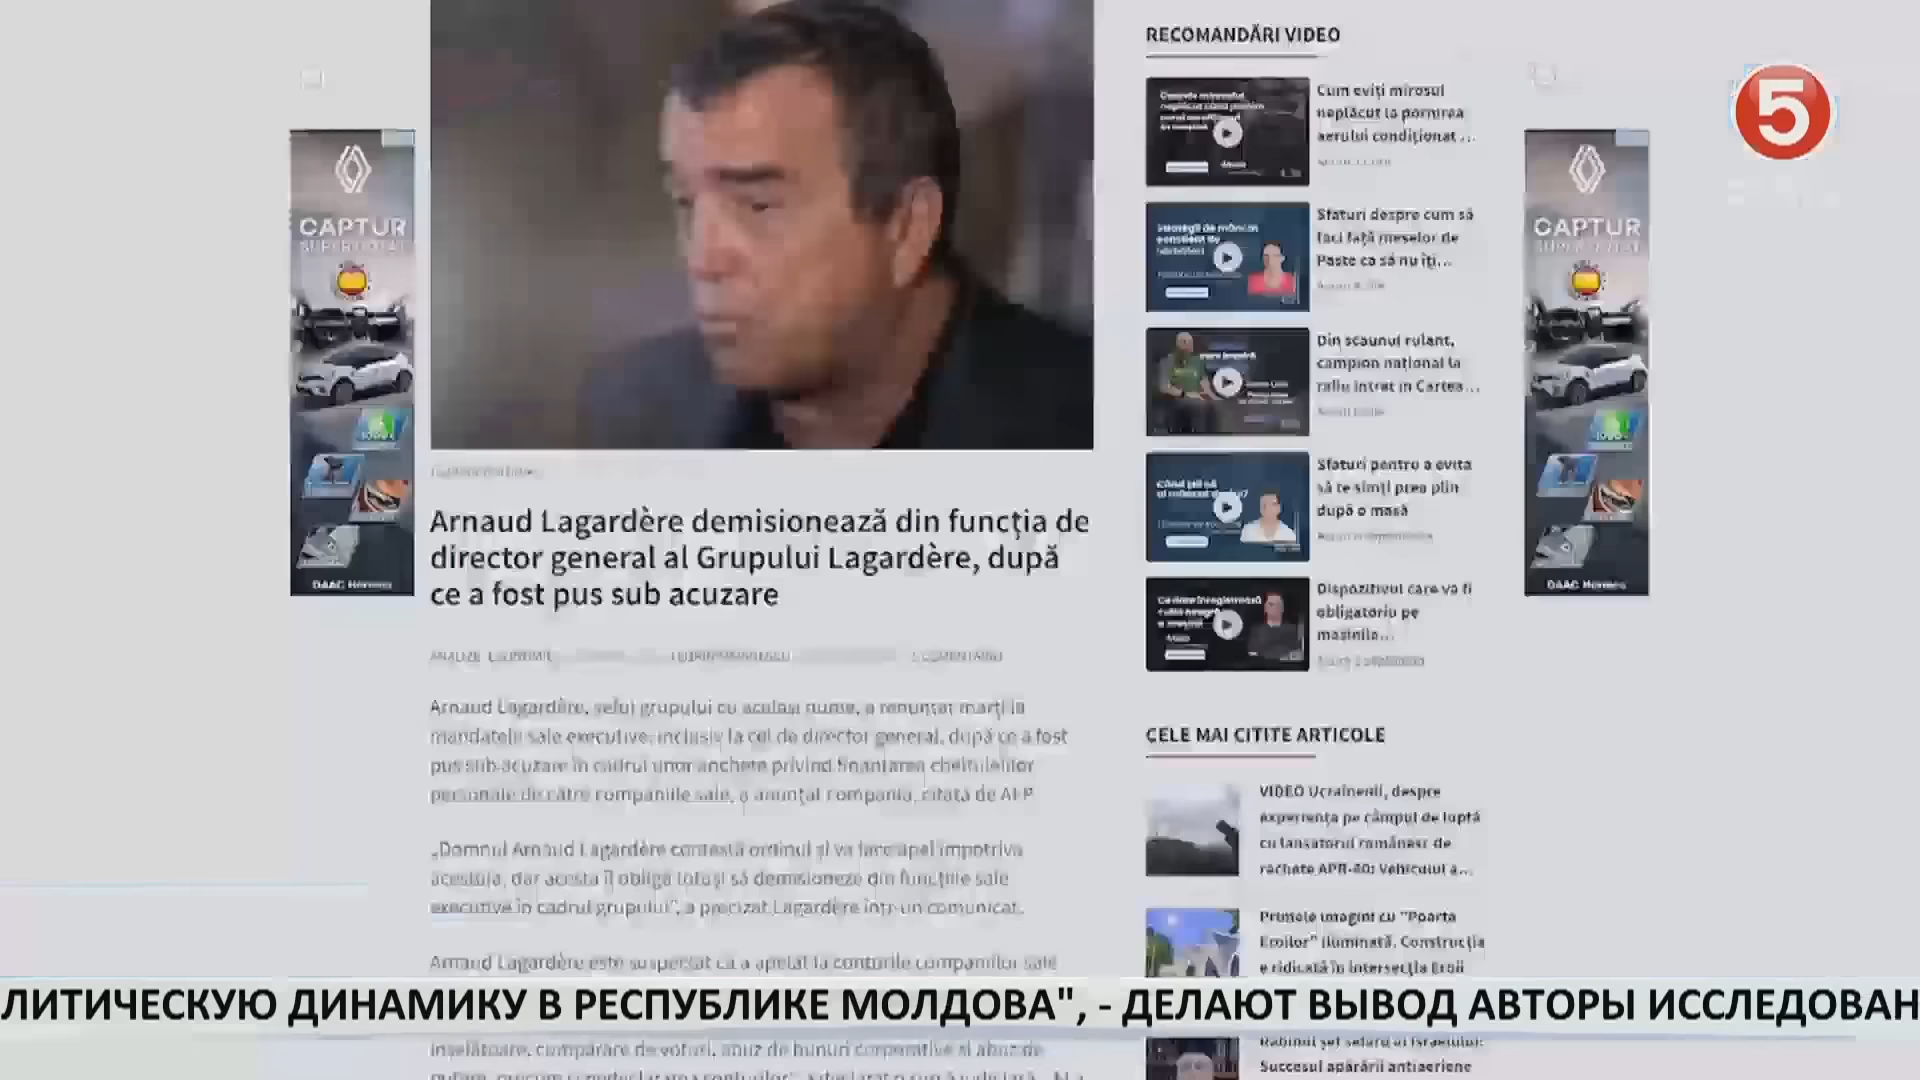 RECOMANDĂRI VIDEO
5
Cum eviți mirosul
neplăcut la pornirea
aerului condiționat ...
CAPTUR
Sfaturi despre cum să
faci față meselor de
Paște ca să nu îți...
CAPTUR
Din scaunul rulant,
campion național la
raliu intrat în Cartea...
Sfaturi pentru a evita
să te simți prea plin
după o masă
Arnaud Lagardère demisionează din funcția de
director general al Grupului Lagardère, după
ce a fost pus sub acuzare
DAAC Hermes
DAAC Hermes
Dispozitivul care va fi
obligatoriu pe
mașinile...
Arnaud Lagardère, șeful grupului cu același nume, a renunțat marți la
mandatele sale executive, inclusiv la cel de director general, după ce a fost
pus sub acuzare în cadrul unor anchete privind finanțarea cheltuielilor
personale de către companiile sale, a anunțat compania, citată de AFP
„Domnul Arnaud Lagardère contestă ordinul și va face apel împotriva
acestuia, dar acesta îl obligă totuși să demisioneze din funcțiile sale
executive în cadrul grupului”, a precizat Lagardère într-un comunicat.
Arnaud Lagardère este suspectat că a apelat la conturile companiilor sale
CELE MAI CITITE ARTICOLE
VIDEO Ucrainenii, despre
experiența pe câmpul de luptă
cu lansatorul românesc de
rachete APR-40: Vehiculul a...
Primele imagini cu "Poarta
Eroilor" iluminată. Construcția
e ridicată în intersecția Eroii
ЛИТИЧЕСКУЮ ДИНАМИКУ В РЕСПУБЛИКЕ МОЛДОВА", - ДЕЛАЮТ ВЫВОД АВТОРЫ ИССЛЕДОВАН
înșelătoare, cumpărare de voturi, abuz de bunuri corporative și abuz de
Rabinul șef sefard al Israelului:
Succesul apărării antiaeriene